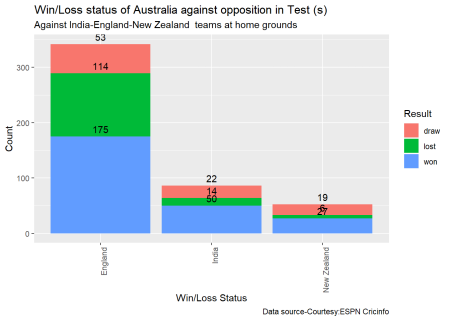 Win/Loss status of Australia against opposition in Test (s)
Against India-England-New Zealand  teams at home grounds
Count
300
200
100
0
53
114
175
22
14
50
19
6
27
England
India
New Zealand
Win/Loss Status
Result
draw
lost
won
Data source-Courtesy:ESPN Cricinfo